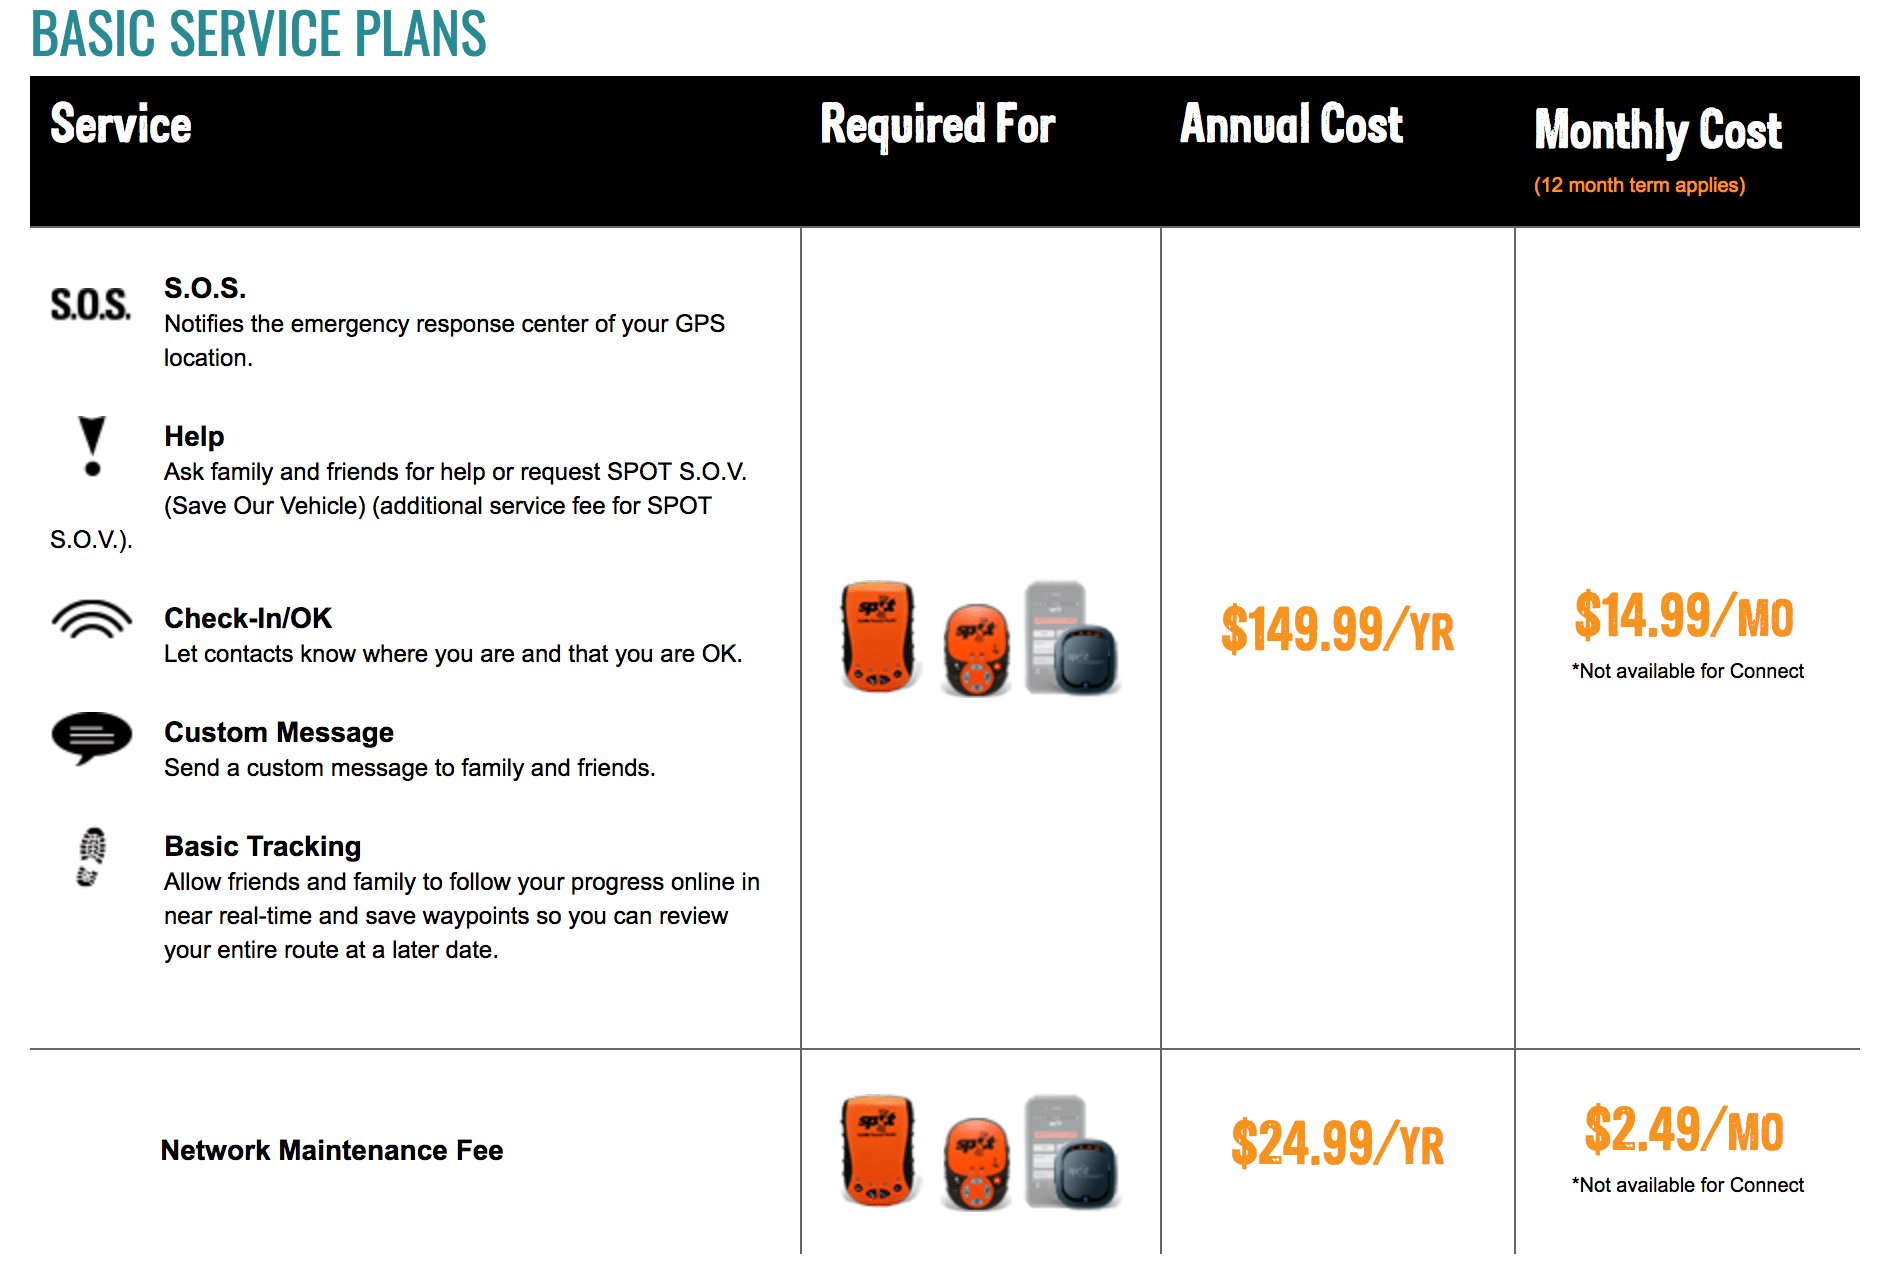 BASIC SERVICE PLANS
Service
Required For
Annual Cost
Monthly Cost
(12 month term applies)
S.O.S.
S.O.S.
Notifies the emergency response center of your GPS
location.
Help
Ask family and friends for help or request SPOT S.O.V.
(Save Our Vehicle) (additional service fee for SPOT
S.O.V.).
Check-In/OK
Let contacts know where you are and that you are OK.
Custom Message
Send a custom message to family and friends.
Basic Tracking
Allow friends and family to follow your progress online in
near real-time and save waypoints so you can review
your entire route at a later date.
spot
spot
spot
$149.99/YR
$14.99/MO
*Not available for Connect
Network Maintenance Fee
spot
spot
spot
$24.99/YR
$2.49/MO
*Not available for Connect